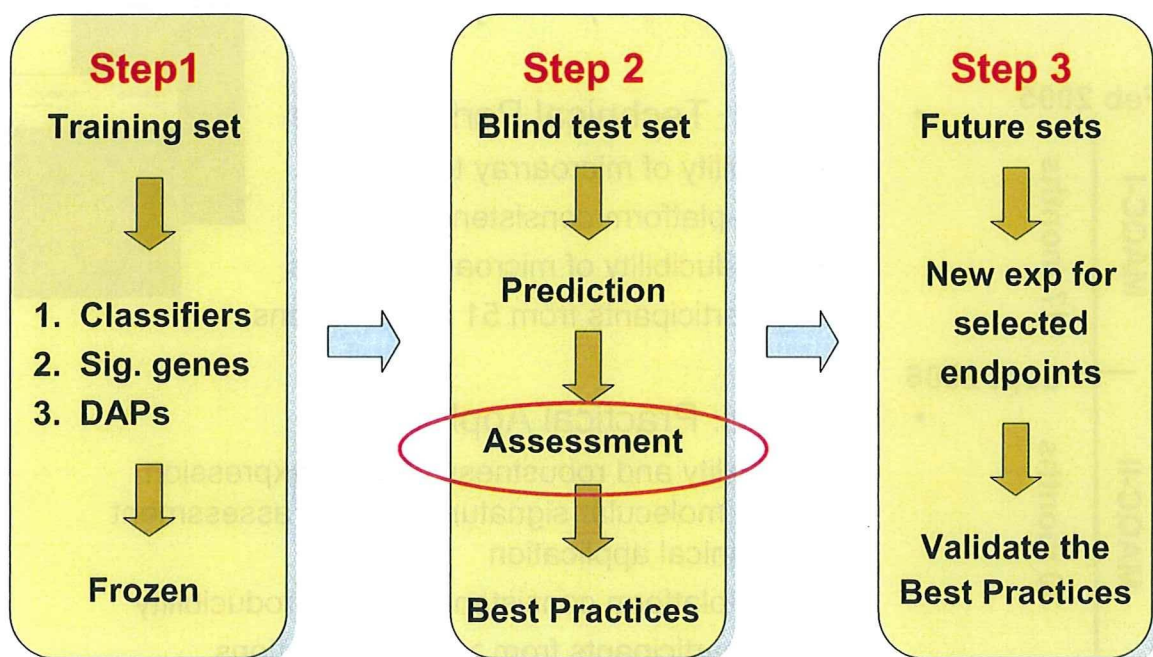 Step1
Training set
1. Classifiers
2. Sig. genes
3. DAPs
Frozen
Step 2
Blind test set
Prediction
Assessment
Best Practices
Step 3
Future sets
New exp for
selected
endpoints
Validate the
Best Practices